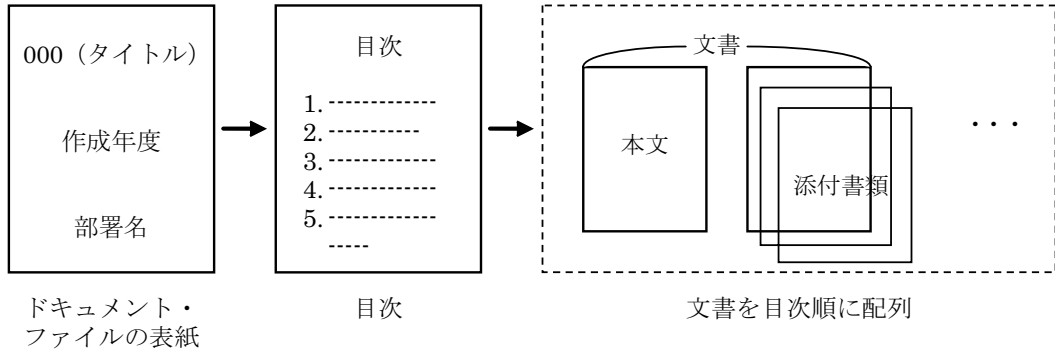 000（タイトル）
作成年度
部署名
ドキュメント・
ファイルの表紙
目次
1. ------------
2. ----------
3. ------------
4. ------------
5. ------------
-----
目次
文書
本文
添付書類
・・・
文書を目次順に配列